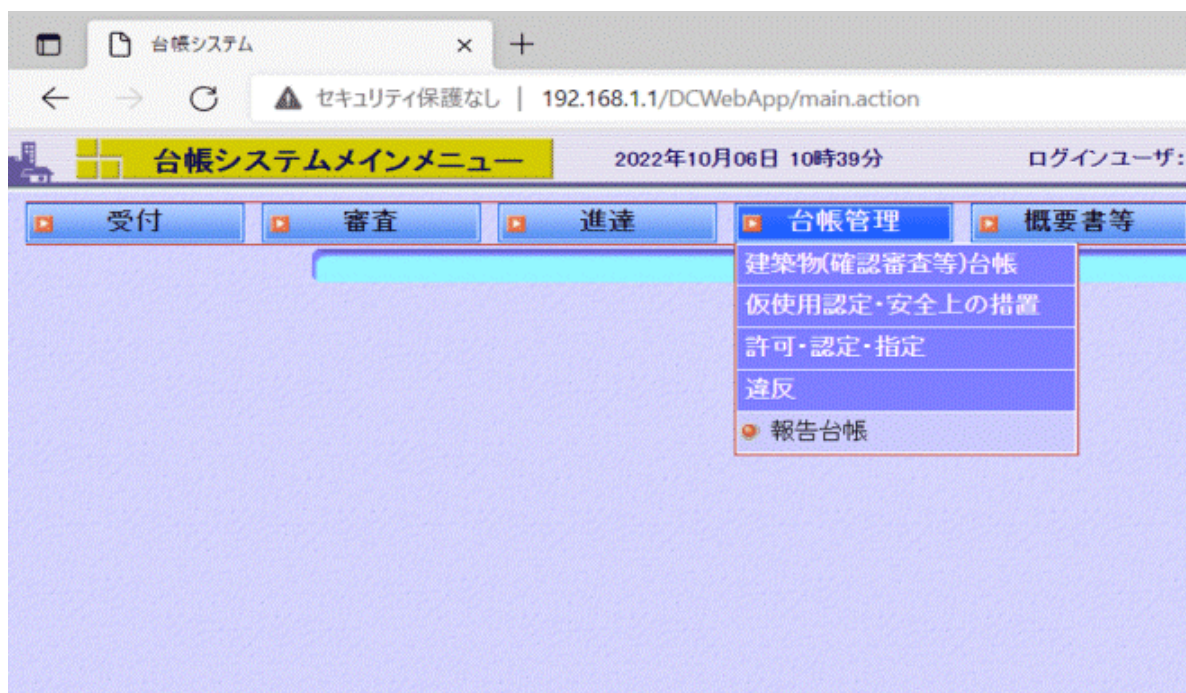 台帳システム
セキュリティ保護なし | 192.168.1.1/DCWebApp/main.action
台帳システムメインメニュー 2022年10月06日 10時39分 ログインユーザ:
受付 審査 進達 台帳管理 概要書等
建築物(確認審査等)台帳
仮使用認定・安全上の措置
許可・認定・指定
違反
報告台帳